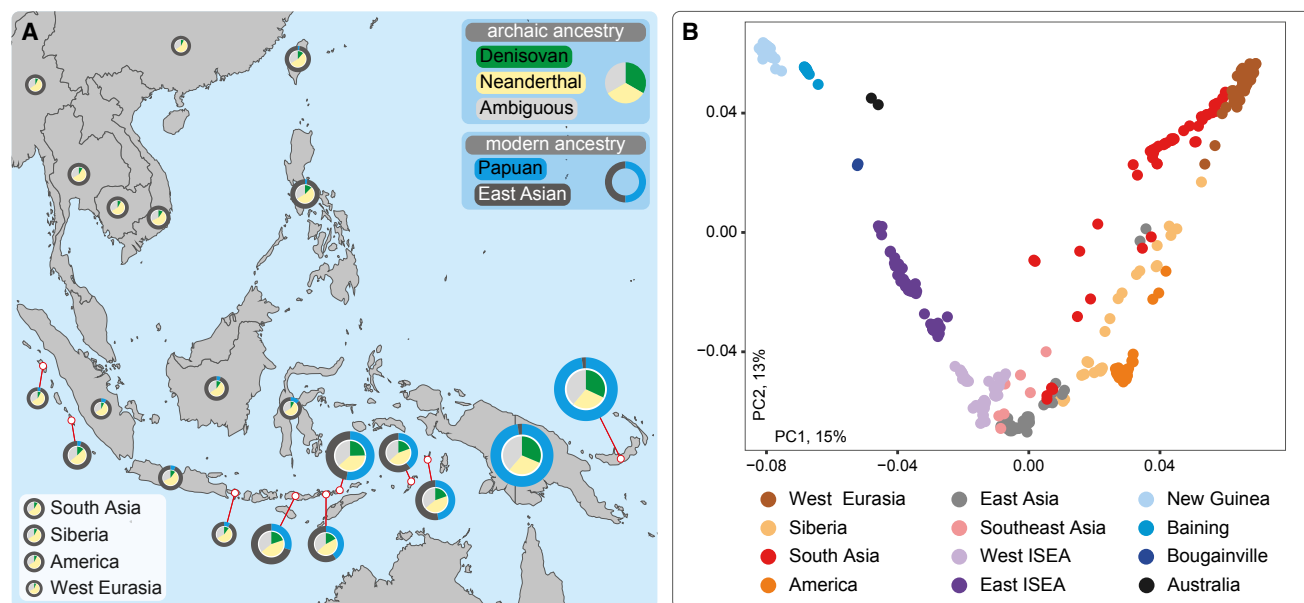 A
archaic ancestry
Denisovan
Neanderthal
Ambiguous
modern ancestry
Papuan
East Asian
South Asia
Siberia
America
West Eurasia
B
0.04
0.00
−0.04
PC2, 13%
PC1, 15%
−0.08
−0.04
0.00
0.04
West Eurasia
Siberia
South Asia
America
East Asia
Southeast Asia
West ISEA
East ISEA
New Guinea
Baining
Bougainville
Australia